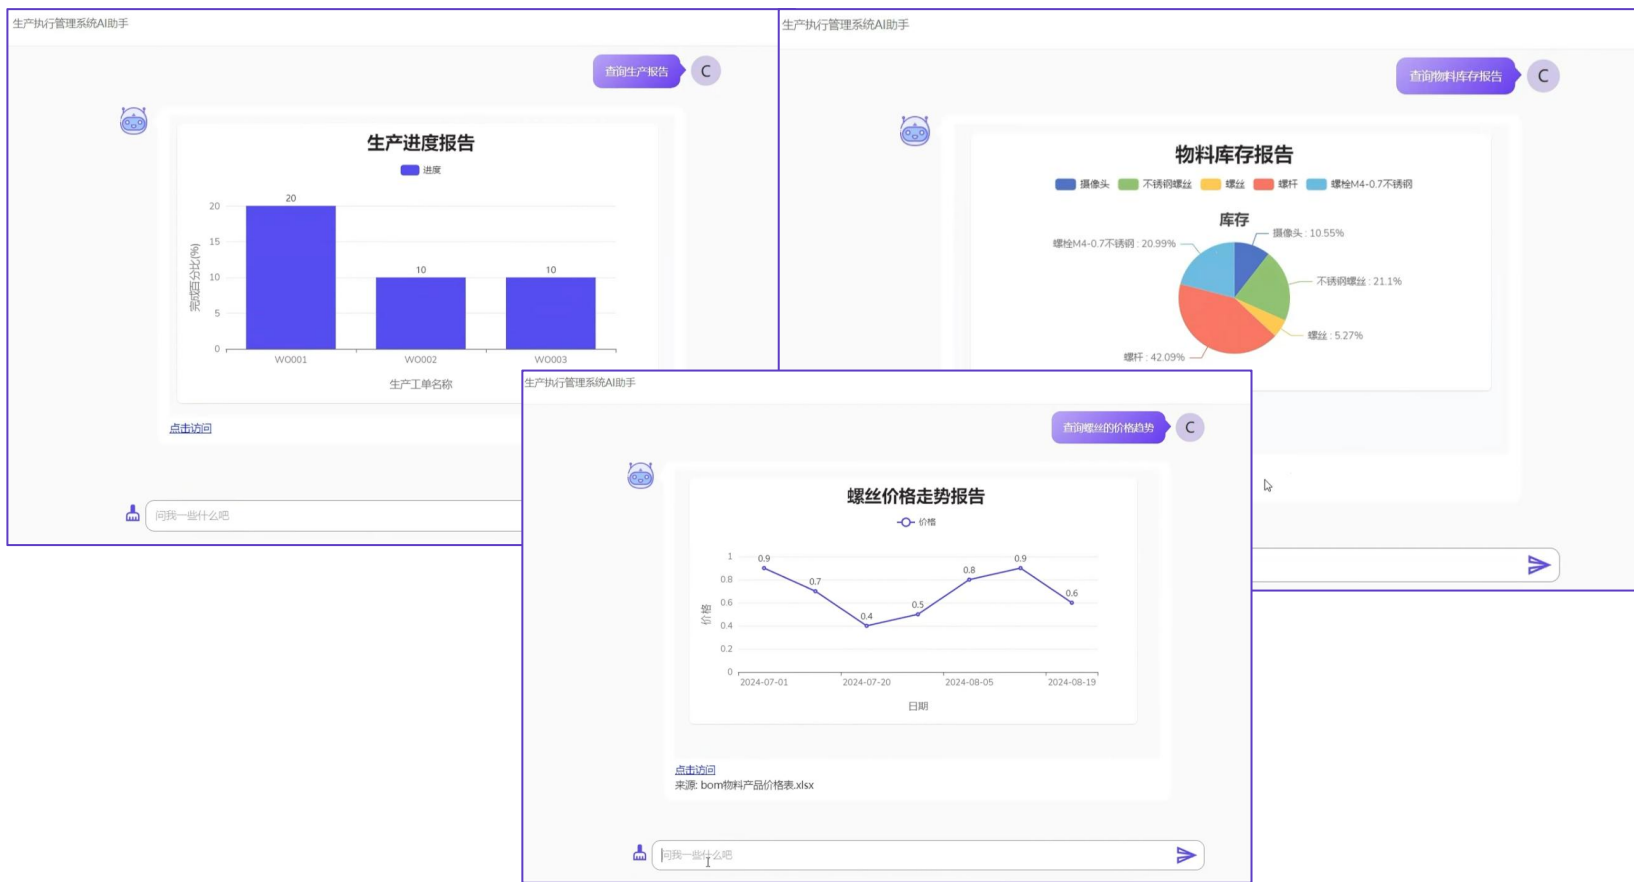 生产执行管理系统AI助手
查询生产报告
C
生产进度报告
进度
20
20
15
10
5
0
10
10
完成百分比(%)
WO001
WO002
WO003
生产工单名称
点击访问
问我一些什么吧
生产执行管理系统AI助手
查询物料库存报告
C
物料库存报告
摄像头
不锈钢螺丝
螺丝
螺杆
螺栓M4-0.7不锈钢
库存
摄像头 : 10.55%
螺栓M4-0.7不锈钢 : 20.99%
不锈钢螺丝 : 21.1%
螺丝 : 5.27%
螺杆 : 42.09%
生产执行管理系统AI助手
查询螺丝的价格趋势
C
螺丝价格走势报告
价格
1
0.8
0.6
0.4
0.2
0
价格
0.9
0.7
0.4
0.5
0.8
0.9
0.6
2024-07-01
2024-07-20
2024-08-05
2024-08-19
日期
点击访问
来源: bom物料产品价格表.xlsx
问我一些什么吧